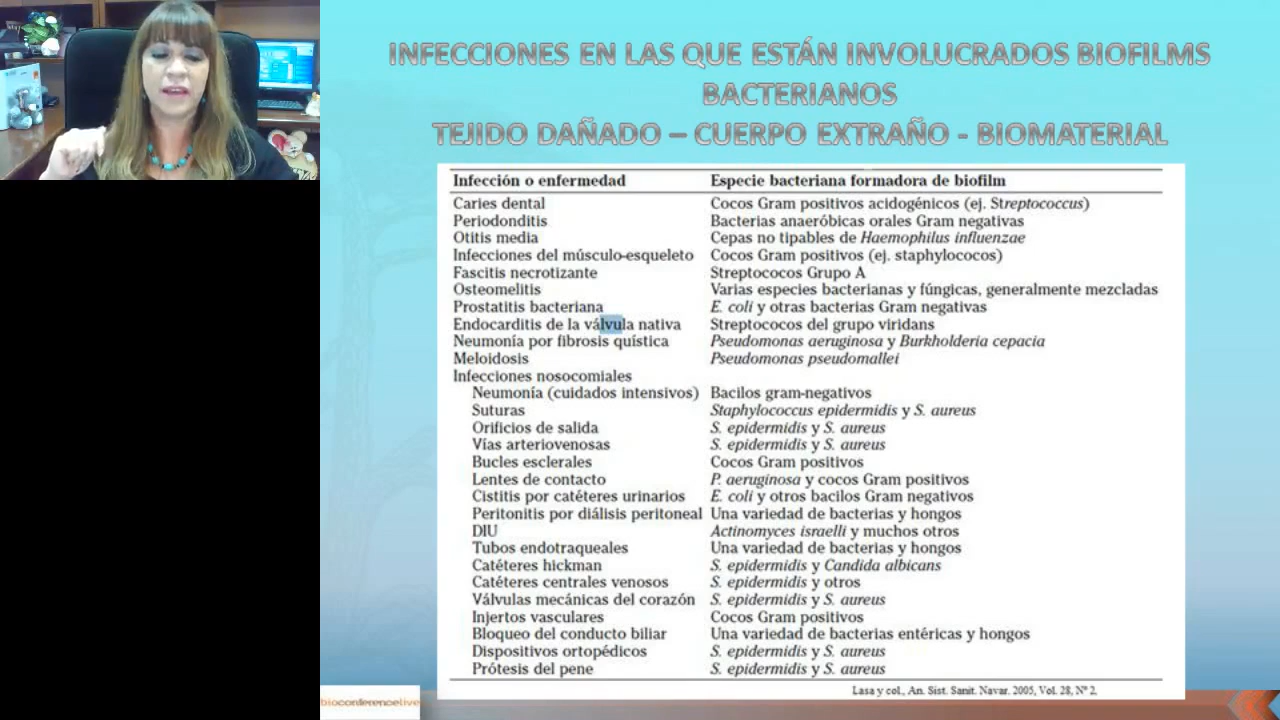 INFECCIONES EN LAS QUE ESTÁN INVOLUCRADOS BIOFILMS
BACTERIANOS
TEJIDO DAÑADO – CUERPO EXTRAÑO - BIOMATERIAL
Infección o enfermedad Especie bacteriana formadora de biofilm
Caries dental Cocos Gram positivos acidogénicos (ej. Streptococcus)
Periodonditis Bacterias anaeróbicas orales Gram negativas
Otitis media Cepas no tipables de Haemophilus influenzae
Infecciones del músculo-esqueleto Cocos Gram positivos (ej. staphylococos)
Fascitis necrotizante Streptococos Grupo A
Osteomelitis Varias especies bacterianas y fúngicas, generalmente mezcladas
Prostatitis bacteriana E. coli y otras bacterias Gram negativas
Endocarditis de la válvula nativa Streptococos del grupo viridans
Neumonía por fibrosis quística Pseudomonas aeruginosa y Burkholderia cepacia
Meloidosis Pseudomonas pseudomallei
Infecciones nosocomiales
Neumonía (cuidados intensivos) Bacilos gram-negativos
Suturas Staphylococcus epidermidis y S. aureus
Orificios de salida S. epidermidis y S. aureus
Vías arteriovenosas S. epidermidis y S. aureus
Bucles esclerales Cocos Gram positivos
Lentes de contacto P. aeruginosa y cocos Gram positivos
Cistitis por catéteres urinarios E. coli y otros bacilos Gram negativos
Peritonitis por diálisis peritoneal Una variedad de bacterias y hongos
DIU Actinomyces israelli y muchos otros
Tubos endotraqueales Una variedad de bacterias y hongos
Catéteres hickman S. epidermidis y Candida albicans
Catéteres centrales venosos S. epidermidis y otros
Válvulas mecánicas del corazón S. epidermidis y S. aureus
Injertos vasculares Cocos Gram positivos
Bloqueo del conducto biliar Una variedad de bacterias entéricas y hongos
Dispositivos ortopédicos S. epidermidis y S. aureus
Prótesis del pene S. epidermidis y S. aureus
Lasa y col., An. Sist. Sanit. Navar. 2005, Vol. 28, Nº 2.
bioconferencelive